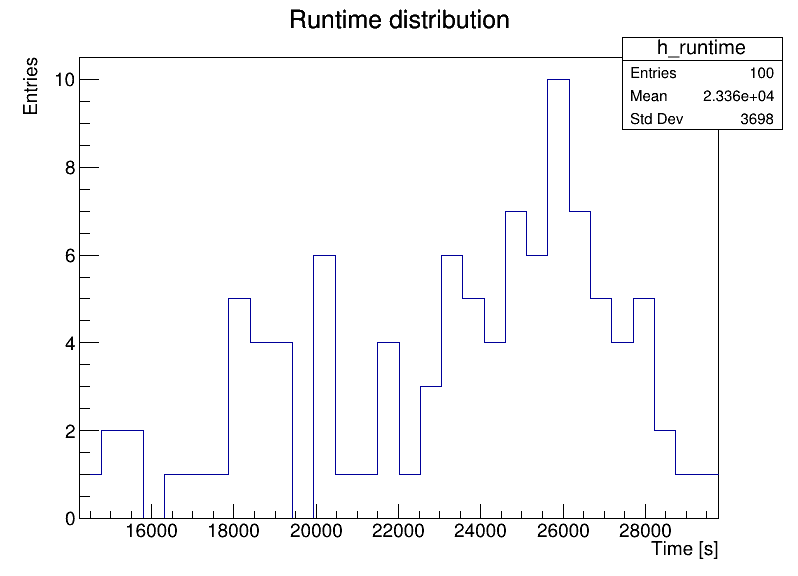 Runtime distribution
h_runtime
Entries 100
Mean 2.336e+04
Std Dev 3698
Entries
10
8
6
4
2
0
16000 18000 20000 22000 24000 26000 28000
Time [s]